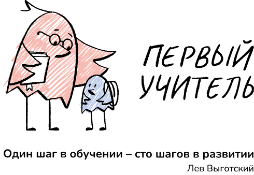 ПЕРВЫЙ
УЧИТЕЛЬ
Один шаг в обучении – сто шагов в развитии
Лев Выготский